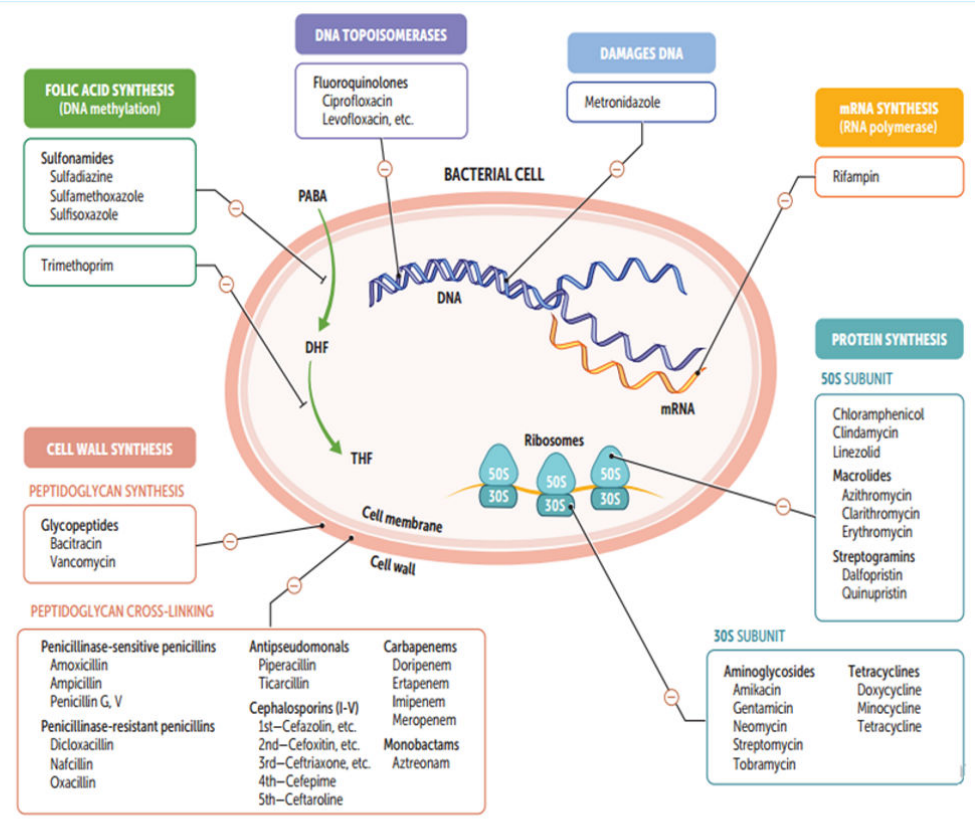 DNA TOPOISOMERASES
Fluoroquinolones
Ciprofloxacin
Levofloxacin, etc.
DAMAGES DNA
Metronidazole
FOLIC ACID SYNTHESIS
(DNA methylation)
Sulfonamides
Sulfadiazine
Sulfamethoxazole
Sulfisoxazole
Trimethoprim
mRNA SYNTHESIS
(RNA polymerase)
Rifampin
BACTERIAL CELL
PABA
DNA
DHF
mRNA
THF
Ribosomes
50S
30S
50S
30S
50S
30S
Cell membrane
Cell wall
PROTEIN SYNTHESIS
50S SUBUNIT
Chloramphenicol
Clindamycin
Linezolid
Macrolides
Azithromycin
Clarithromycin
Erythromycin
Streptogramins
Dalfopristin
Quinupristin
CELL WALL SYNTHESIS
PEPTIDOGLYCAN SYNTHESIS
Glycopeptides
Bacitracin
Vancomycin
PEPTIDOGLYCAN CROSS-LINKING
Penicillinase-sensitive penicillins
Amoxicillin
Ampicillin
Penicillin G, V
Penicillinase-resistant penicillins
Dicloxacillin
Nafcillin
Oxacillin
Antipseudomonals
Piperacillin
Ticarcillin
Cephalosporins (I–V)
1st—Cefazolin, etc.
2nd—Cefoxitin, etc.
3rd—Ceftriaxone, etc.
4th—Cefepime
5th—Ceftaroline
Carbapenems
Doripenem
Ertapenem
Imipenem
Meropenem
Monobactams
Aztreonam
30S SUBUNIT
Aminoglycosides
Amikacin
Gentamicin
Neomycin
Streptomycin
Tobramycin
Tetracyclines
Doxycycline
Minocycline
Tetracycline